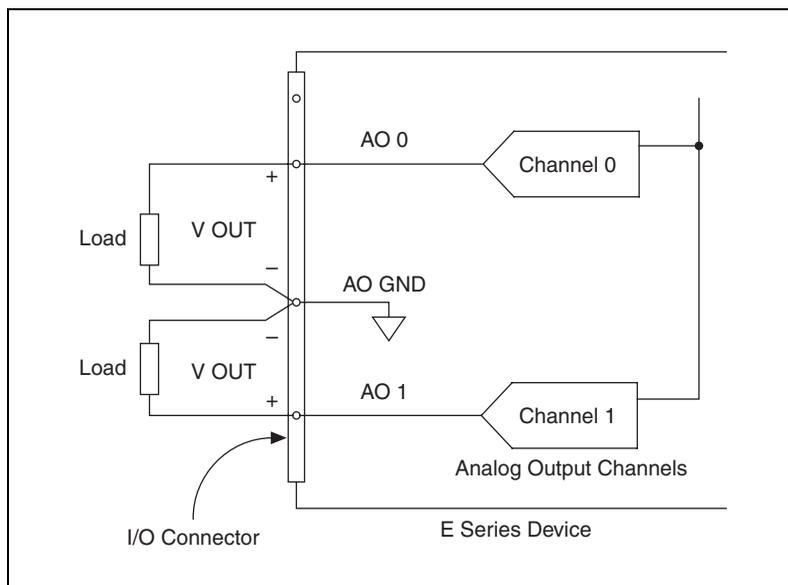 AO 0
Channel 0
+
Load
V OUT
–
AO GND
–
Load
V OUT
+
AO 1
Channel 1
Analog Output Channels
I/O Connector
E Series Device